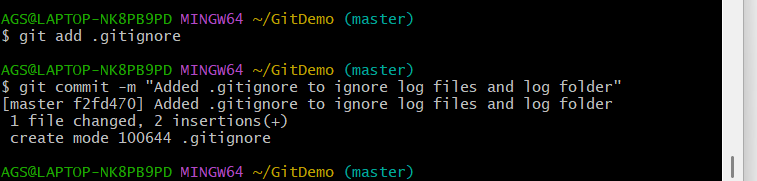 AGS@LAPTOP-NK8PB9PD MINGW64 ~/GitDemo (master)
$ git add .gitignore
AGS@LAPTOP-NK8PB9PD MINGW64 ~/GitDemo (master)
$ git commit -m "Added .gitignore to ignore log files and log folder"
[master f2fd470] Added .gitignore to ignore log files and log folder
 1 file changed, 2 insertions(+)
 create mode 100644 .gitignore
AGS@LAPTOP-NK8PB9PD MINGW64 ~/GitDemo (master)